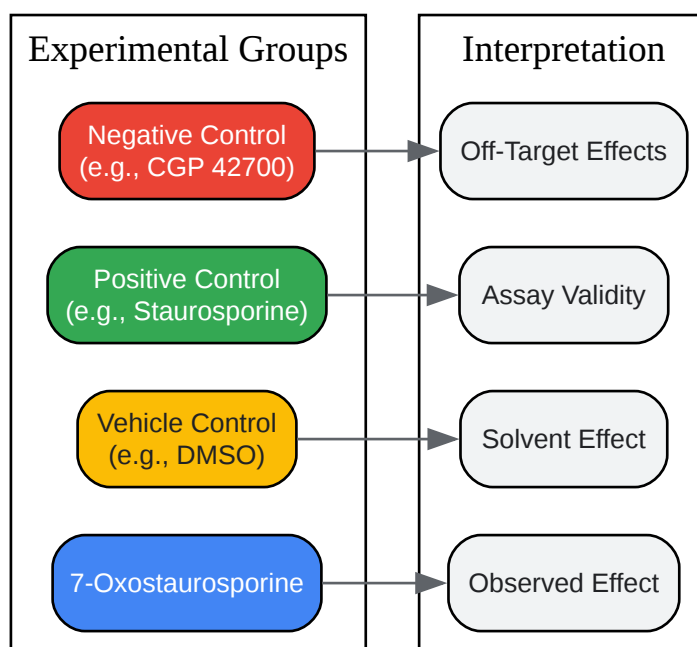 Experimental Groups
Interpretation
Negative Control
(e.g., CGP 42700)
Off-Target Effects
Positive Control
(e.g., Staurosporine)
Assay Validity
Vehicle Control
(e.g., DMSO)
Solvent Effect
7-Oxostaurosporine
Observed Effect